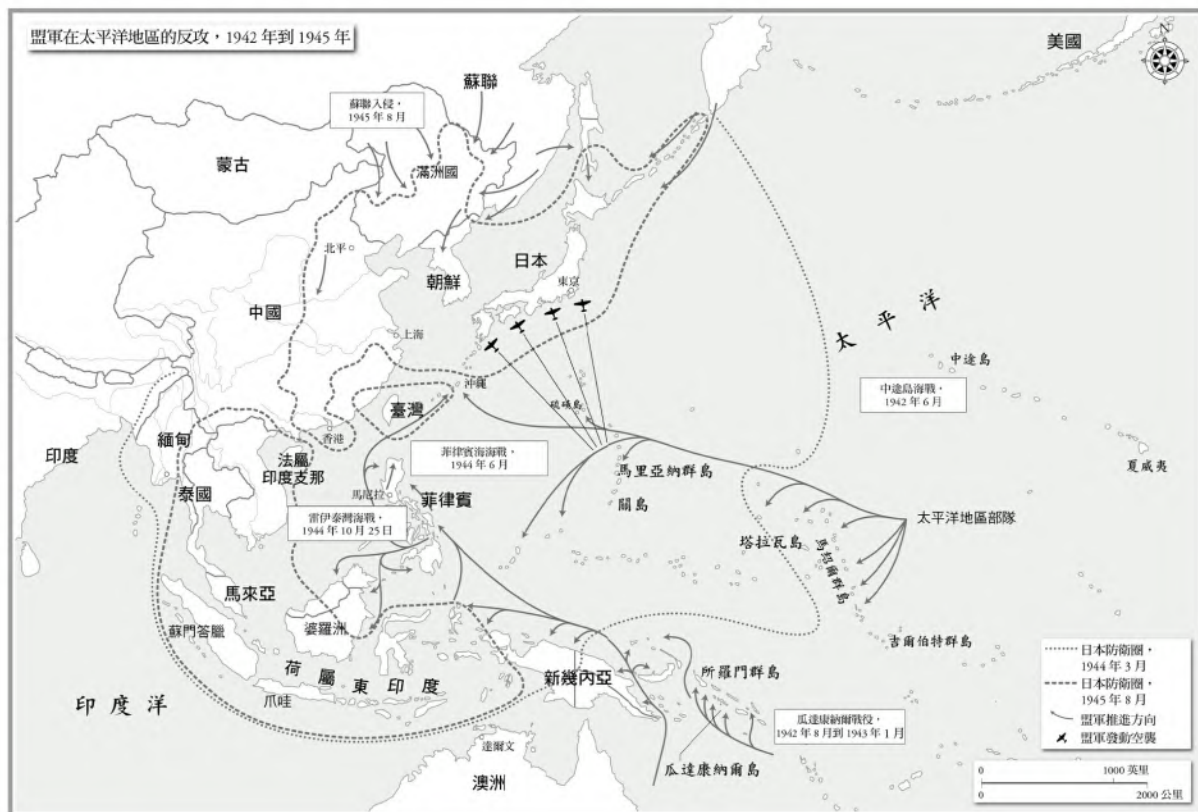 盟軍在太平洋地區的反攻，1942 年到 1945 年
美國
N
蘇聯
蘇聯入侵，
1945 年 8 月
蒙古
滿洲國
北平
日本
東京
朝鮮
中國
上海
太平洋
中途島
中途島海戰，
1942 年 6 月
沖繩
硫磺島
臺灣
香港
緬甸
印度
法屬
印度支那
菲律賓海海戰，
1944 年 6 月
夏威夷
馬里亞納群島
泰國
馬尼拉
菲律賓
關島
雷伊泰灣海戰，
1944 年 10 月 25 日
太平洋地區部隊
塔拉瓦島
馬紹爾群島
馬來亞
蘇門答臘
婆羅洲
吉爾伯特群島
荷屬東印度
新幾內亞
所羅門群島
印度洋
爪哇
瓜達康納爾戰役，
1942 年 8 月到 1943 年 1 月
達爾文
瓜達康納爾島
澳洲
日本防衛圈，
1944 年 3 月
日本防衛圈，
1945 年 8 月
盟軍推進方向
盟軍發動空襲
0 1000 英里
0 2000 公里